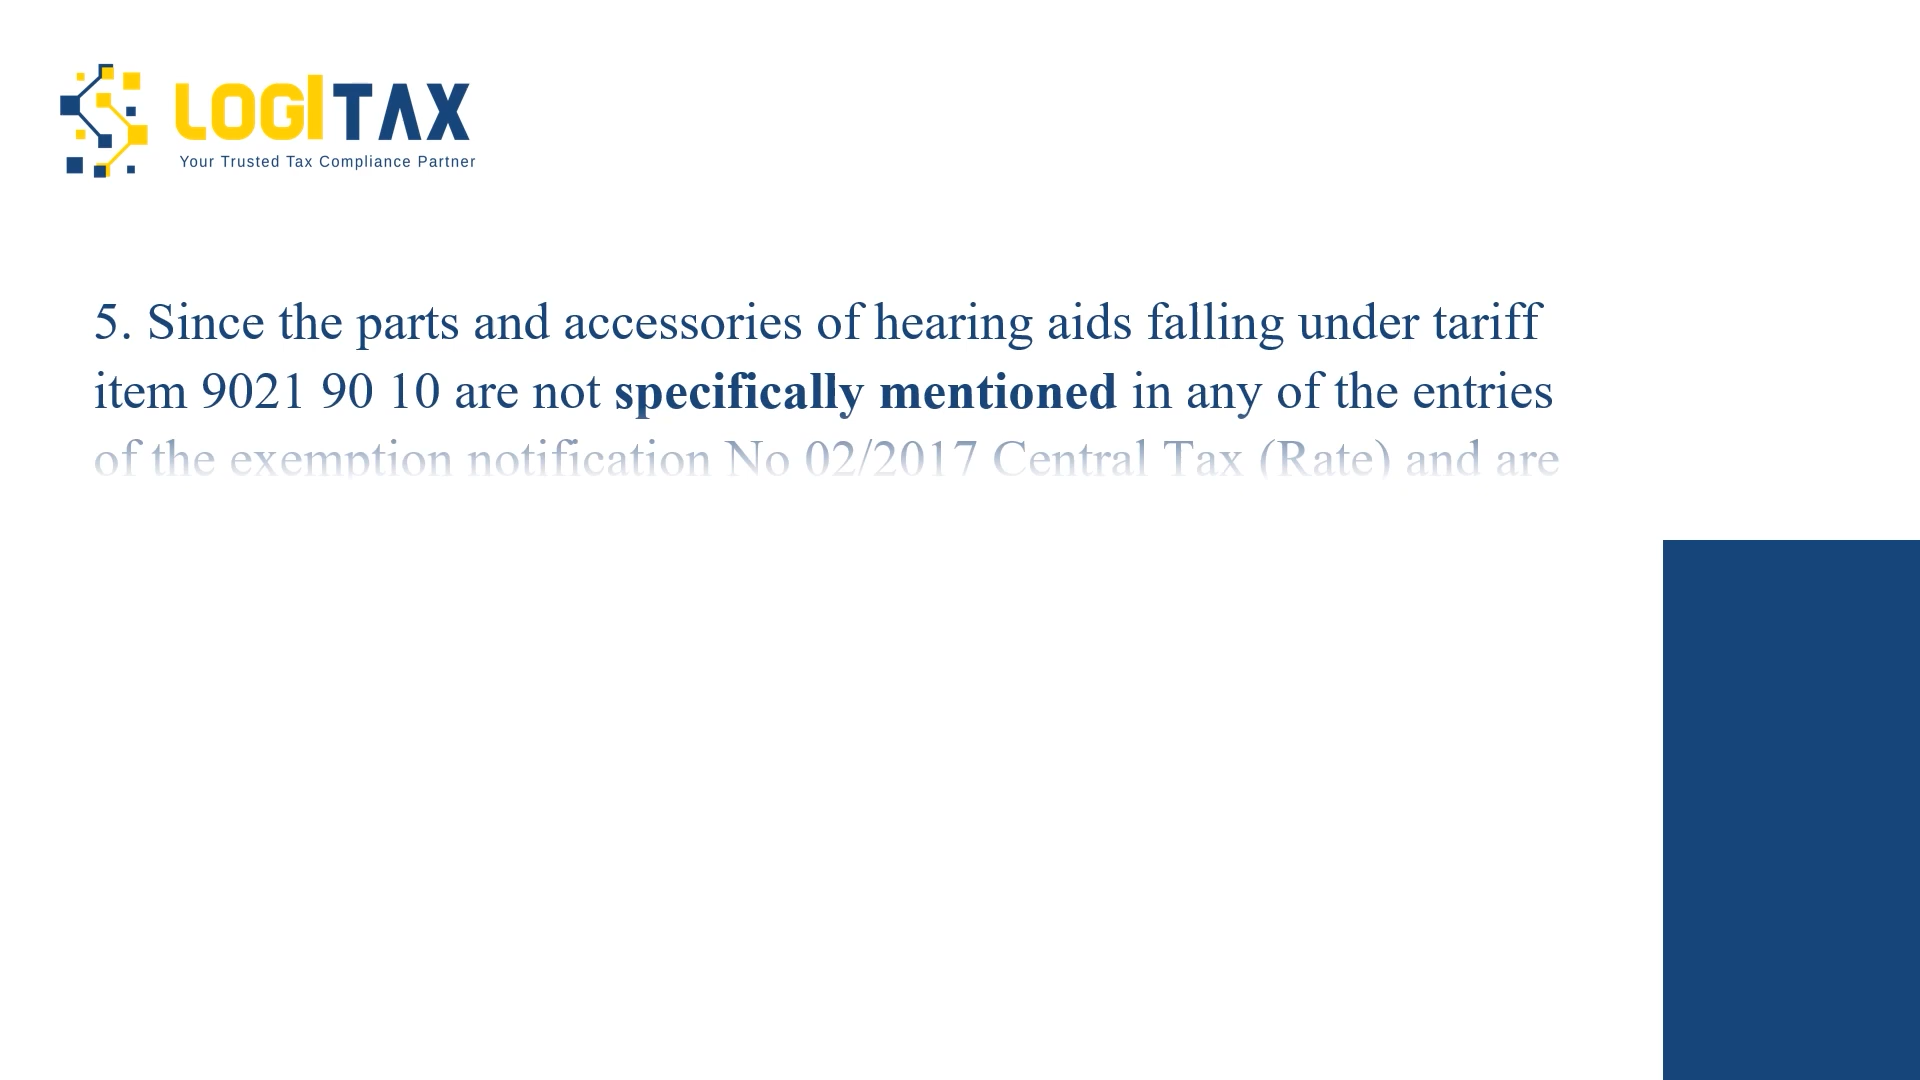 LOGITAX
Your Trusted Tax Compliance Partner
5. Since the parts and accessories of hearing aids falling under tariff
item 9021 90 10 are not specifically mentioned in any of the entries
of the exemption notification No 02/2017 Central Tax (Rate) and are